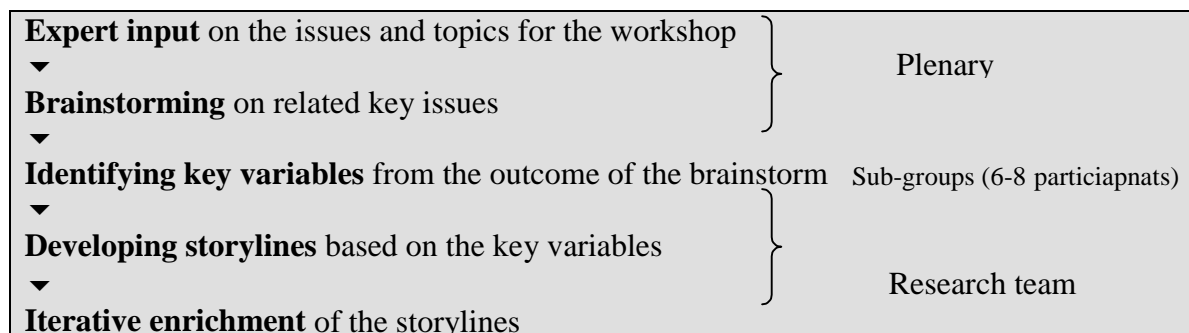 Expert input on the issues and topics for the workshop
Plenary
Brainstorming on related key issues
Identifying key variables from the outcome of the brainstorm Sub-groups (6-8 particiapnats)
Developing storylines based on the key variables
Research team
Iterative enrichment of the storylines